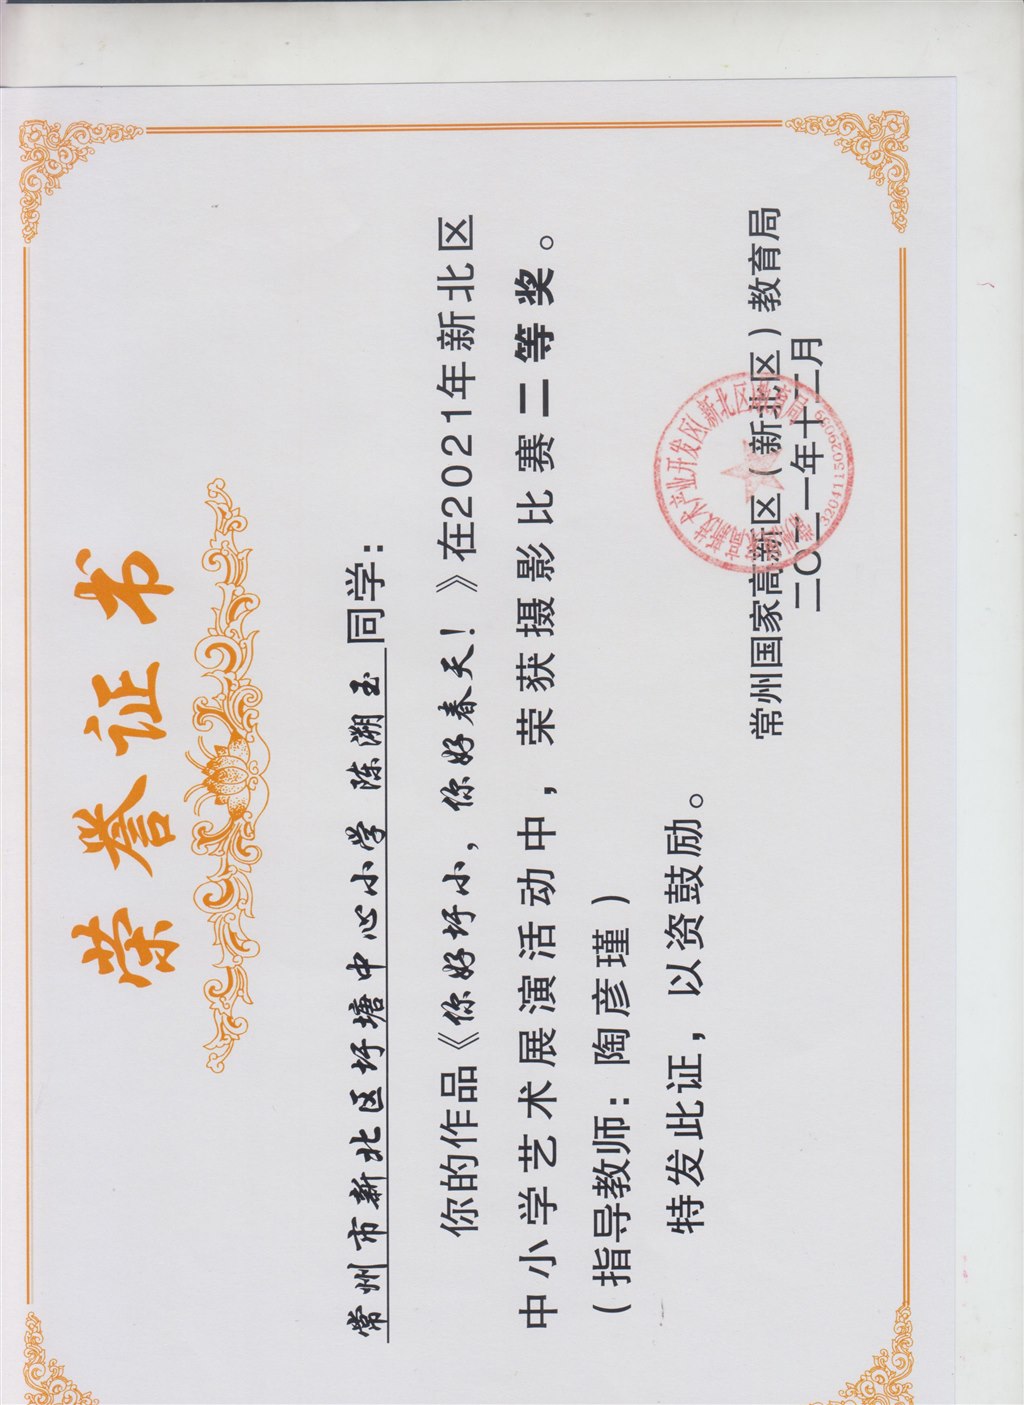 荣誉证书
常州市新北区圩塘中心小学 陈溯玉 同学：
你的作品《你好圩小，你好春天！》在2021年新北区
中小学艺术展演活动中，荣获摄影比赛二等奖。
（指导教师：陶彦瑾）
特发此证，以资鼓励。
常州国家高新区（新北区）教育局
二〇二一年十二月